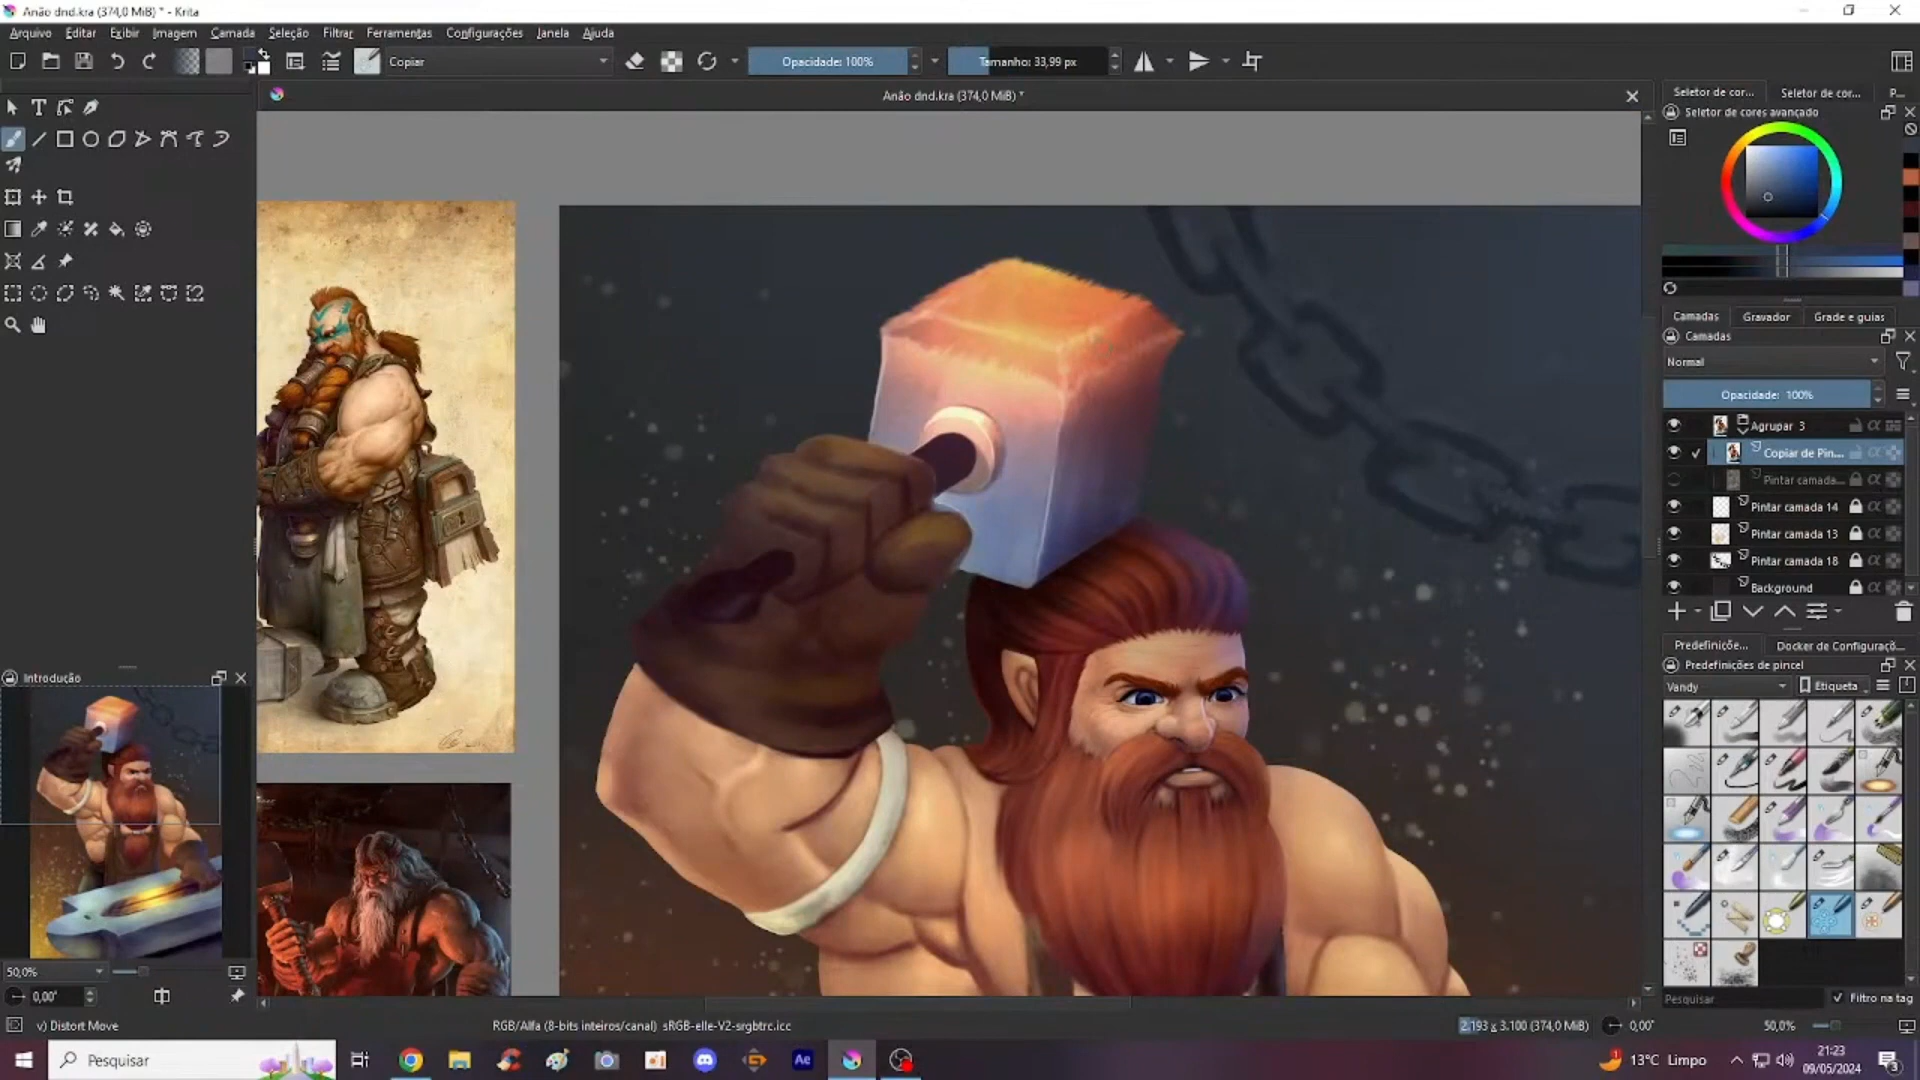 Anão dnd.kra (374,0 MiB) * - Krita
Arquivo Editar Exibir Imagem Camada Seleção Filtrar Ferramentas Configurações Janela Ajuda
Copiar Opacidade: 100% Tamanho: 33,99 px
Anão dnd.kra (374,0 MiB) *
Seletor de cor... Seletor de cor... P...
Seletor de cores avançado
Camadas Gravador Grade e guias
Camadas
Normal
Opacidade: 100%
Agrupar 3
Copiar de Pin...
Pintar camada...
Pintar camada 14
Pintar camada 13
Pintar camada 18
Background
Predefiniçõe... Docker de Configuraçõ...
Predefinições de pincel
Vandy Etiqueta
Introdução
50,0%
0,00°
Pesquisar Filtro na tag
v) Distort Move RGB/Alfa (8-bits inteiros/canal) sRGB-elle-V2-srgbtrc.icc 2.193 x 3.100 (374,0 MiB) 0,00° 50,0%
Pesquisar Ae 1 13°C Limpo 21:23
09/05/2024 3